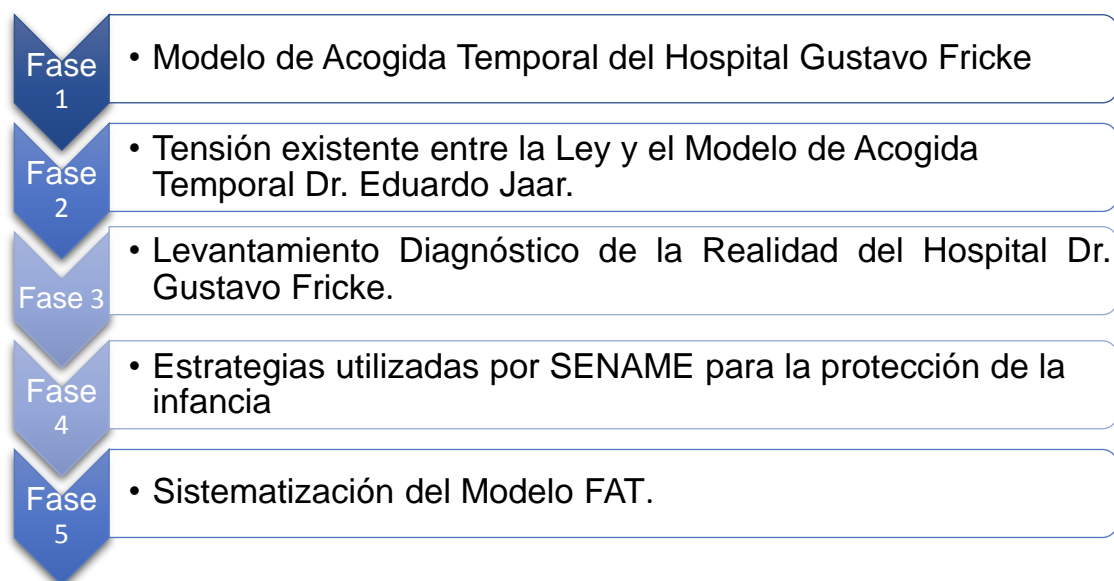 Fase
1
• Modelo de Acogida Temporal del Hospital Gustavo Fricke
Fase
2
• Tensión existente entre la Ley y el Modelo de Acogida
Temporal Dr. Eduardo Jaar.
Fase 3
• Levantamiento Diagnóstico de la Realidad del Hospital Dr.
Gustavo Fricke.
Fase
4
• Estrategias utilizadas por SENAME para la protección de la
infancia
Fase
5
• Sistematización del Modelo FAT.